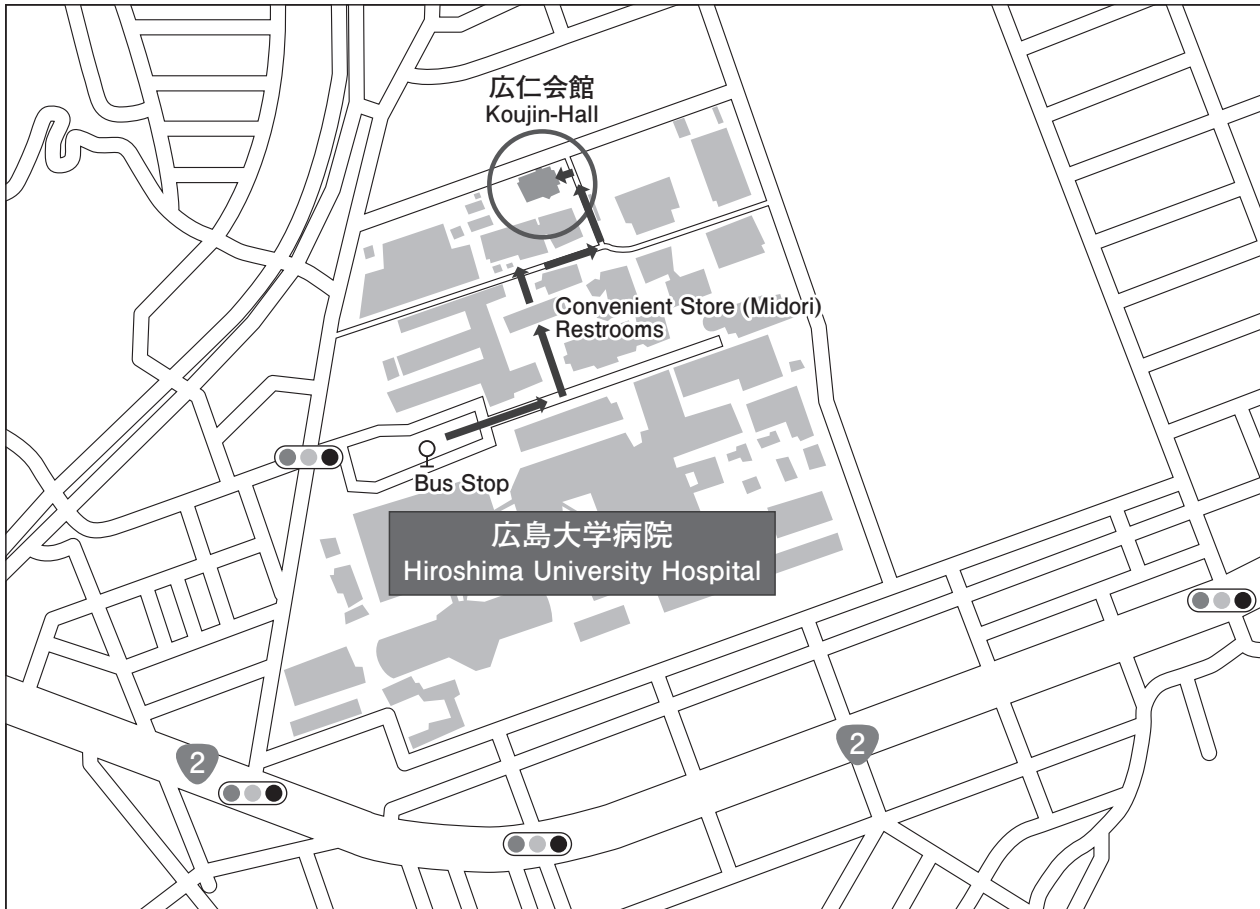 広仁会館
Koujin-Hall
Convenient Store (Midori)
Restrooms
Bus Stop
広島大学病院
Hiroshima University Hospital
2
2